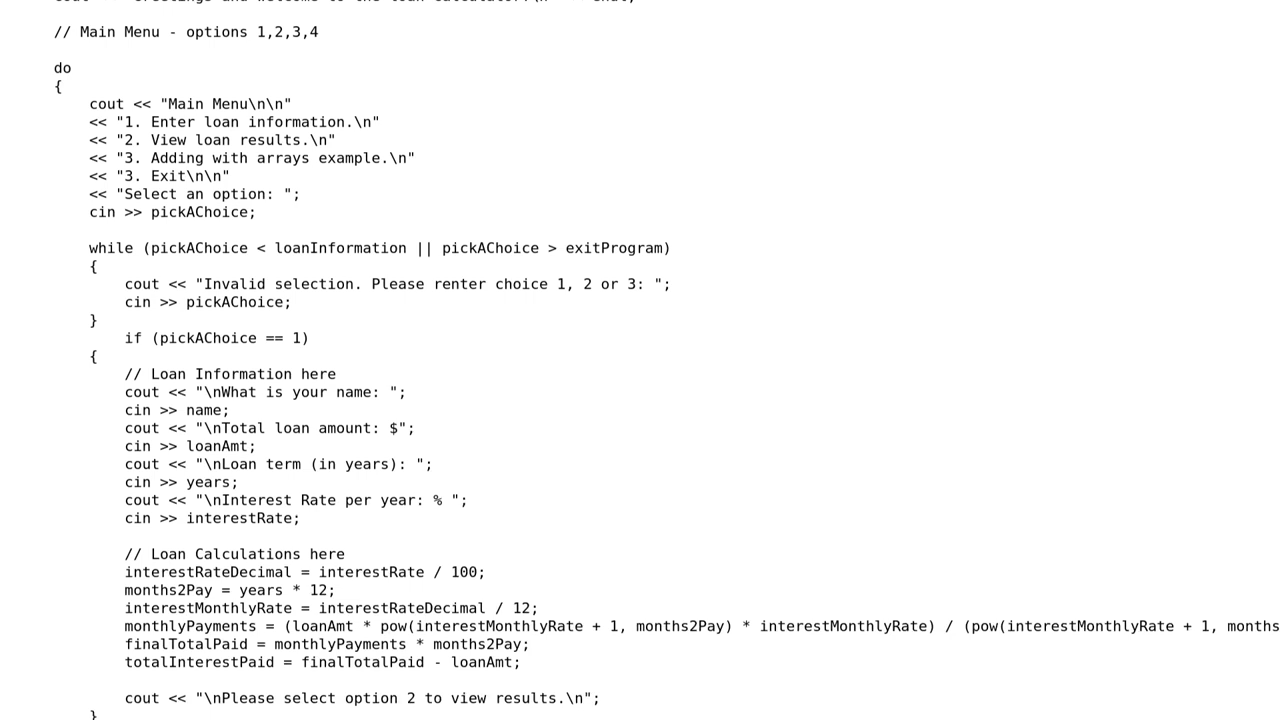 // Main Menu - options 1,2,3,4
do
{
cout << "Main Menu\n\n"
<< "1. Enter loan information.\n"
<< "2. View loan results.\n"
<< "3. Adding with arrays example.\n"
<< "3. Exit\n\n"
<< "Select an option: ";
cin >> pickAChoice;
while (pickAChoice < loanInformation || pickAChoice > exitProgram)
{
cout << "Invalid selection. Please renter choice 1, 2 or 3: ";
cin >> pickAChoice;
}
if (pickAChoice == 1)
{
// Loan Information here
cout << "\nWhat is your name: ";
cin >> name;
cout << "\nTotal loan amount: $";
cin >> loanAmt;
cout << "\nLoan term (in years): ";
cin >> years;
cout << "\nInterest Rate per year: % ";
cin >> interestRate;
// Loan Calculations here
interestRateDecimal = interestRate / 100;
months2Pay = years * 12;
interestMonthlyRate = interestRateDecimal / 12;
monthlyPayments = (loanAmt * pow(interestMonthlyRate + 1, months2Pay) * interestMonthlyRate) / (pow(interestMonthlyRate + 1, months
finalTotalPaid = monthlyPayments * months2Pay;
totalInterestPaid = finalTotalPaid - loanAmt;
cout << "\nPlease select option 2 to view results.\n";
}